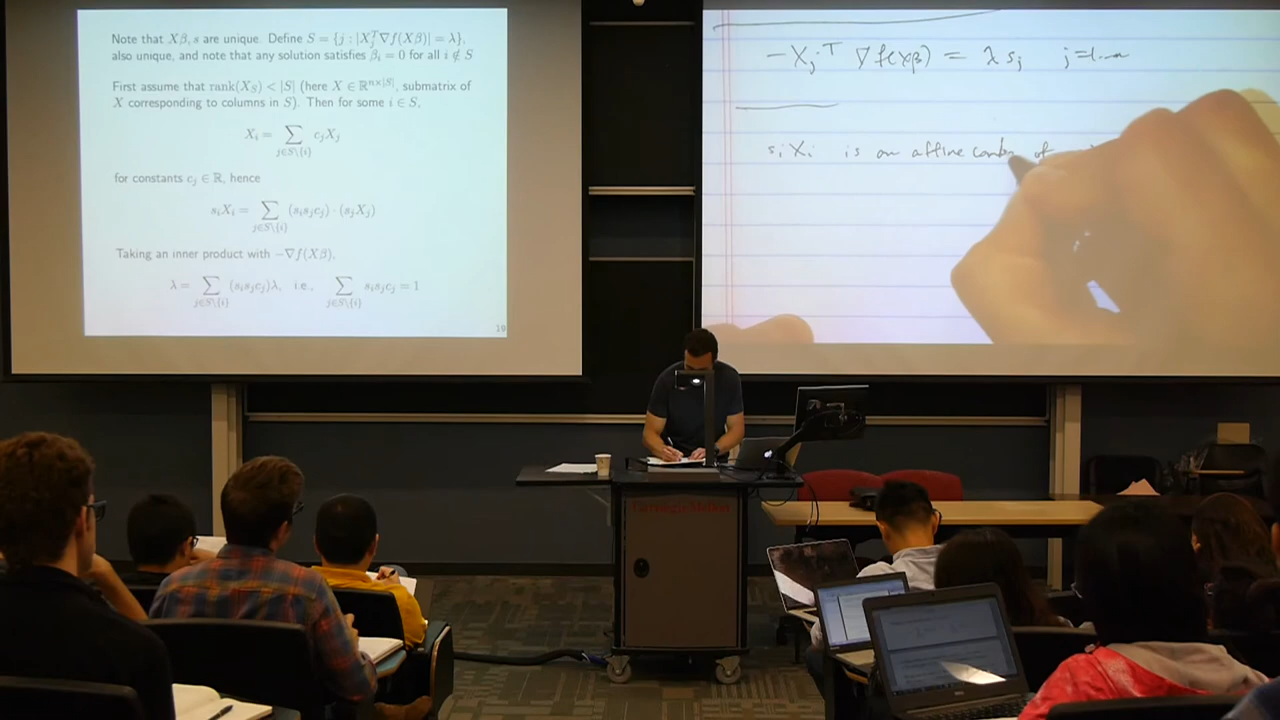 Note that Xβ, s are unique. Define S = {j : |X_j^T ∇f(Xβ)| = λ},
also unique, and note that any solution satisfies β_i = 0 for all i ∉ S
First assume that rank(X_S) < |S| (here X ∈ ℝ^{n×|S|}, submatrix of
X corresponding to columns in S). Then for some i ∈ S,
X_i = ∑_{j∈S\{i}} c_j X_j
for constants c_j ∈ ℝ, hence
s_i X_i = ∑_{j∈S\{i}} (s_i s_j c_j) · (s_j X_j)
Taking an inner product with −∇f(Xβ),
λ = ∑_{j∈S\{i}} (s_i s_j c_j)λ, i.e., ∑_{j∈S\{i}} s_i s_j c_j = 1
19
−X_j^T ∇f(Xβ) = λ s_j
s_i X_i is an affine comb of
Carnegie Mellon